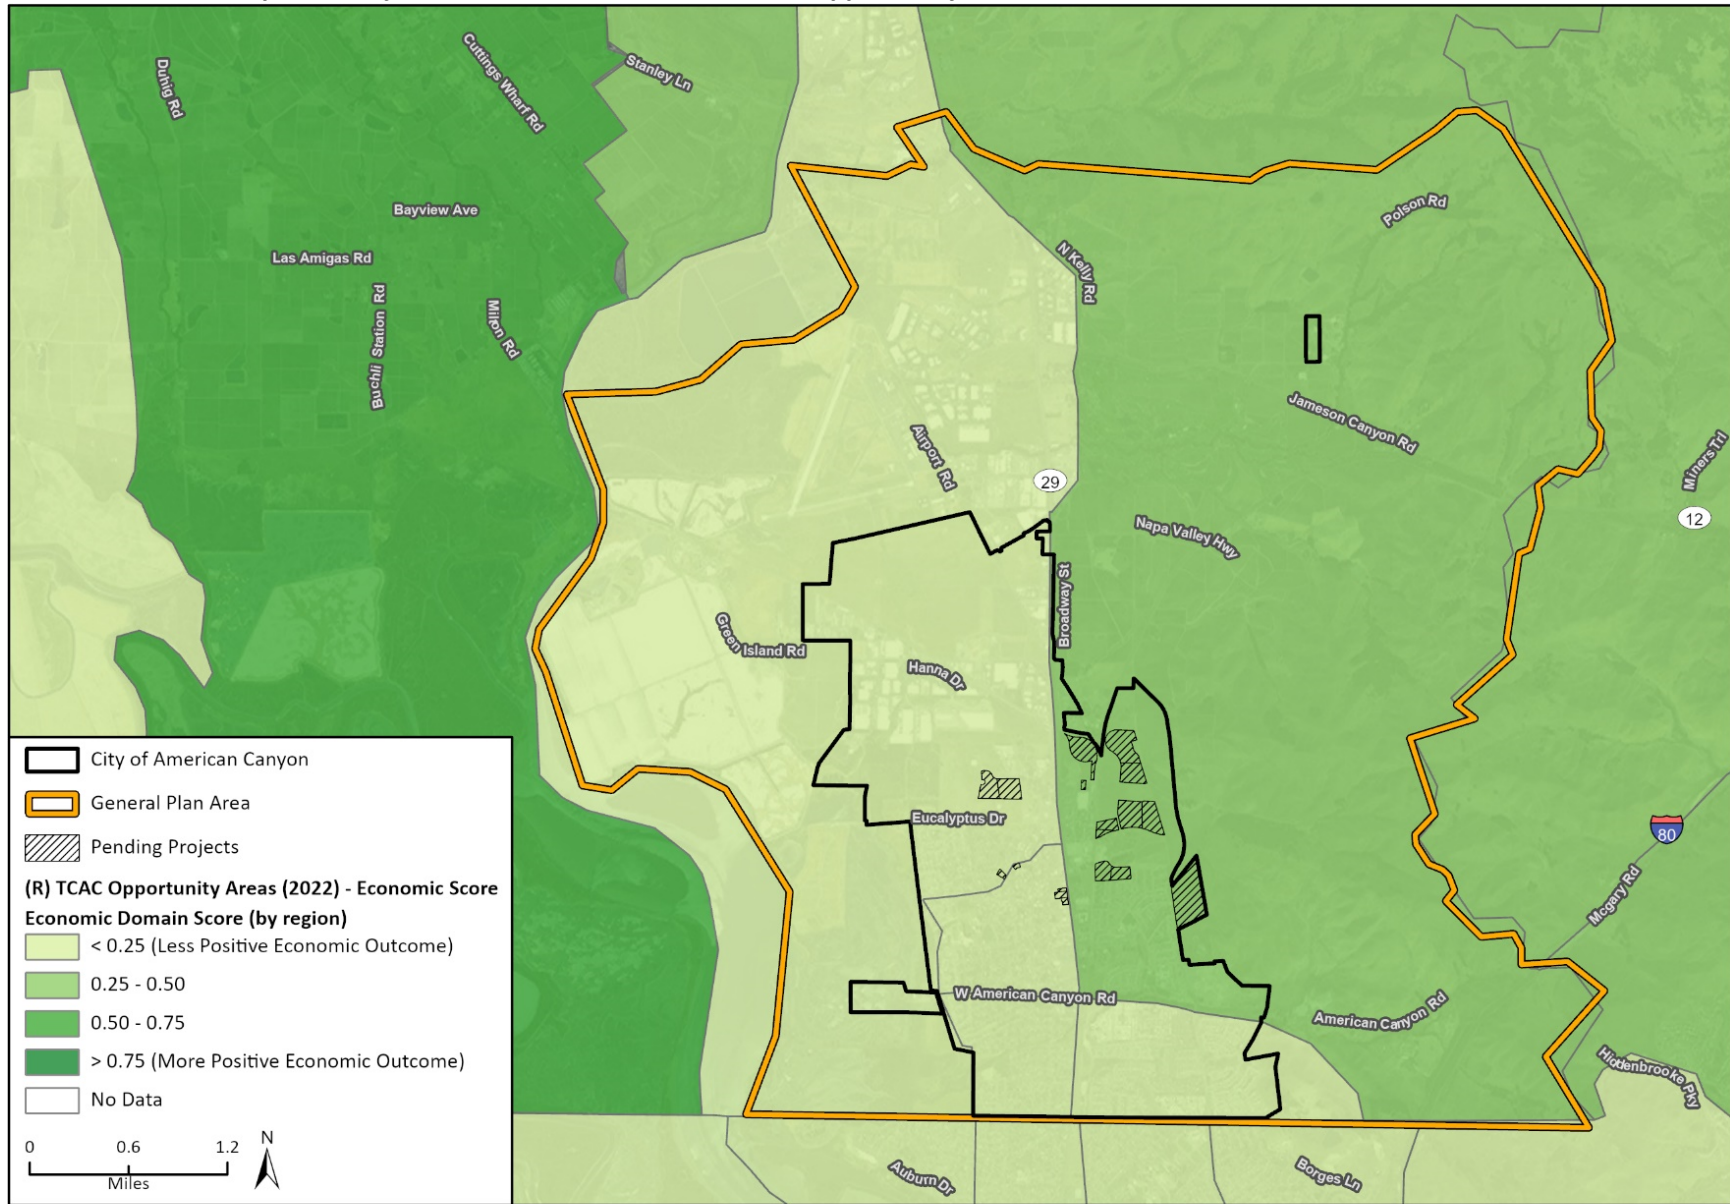 Duhig Rd
Cuttings Wharf Rd
Stanley Ln
Bayview Ave
Las Amigas Rd
Buchli Station Rd
Milton Rd
N Kelly Rd
Polson Rd
Jameson Canyon Rd
Miners Trl
Airport Rd
29
12
Napa Valley Hwy
Broadway St
Green Island Rd
Hanna Dr
Eucalyptus Dr
80
Mcgary Rd
W American Canyon Rd
American Canyon Rd
Hiddenbrooke Pky
Auburn Dr
Borges Ln
City of American Canyon
General Plan Area
Pending Projects
(R) TCAC Opportunity Areas (2022) - Economic Score
Economic Domain Score (by region)
< 0.25 (Less Positive Economic Outcome)
0.25 - 0.50
0.50 - 0.75
> 0.75 (More Positive Economic Outcome)
No Data
0 0.6 1.2
Miles
N